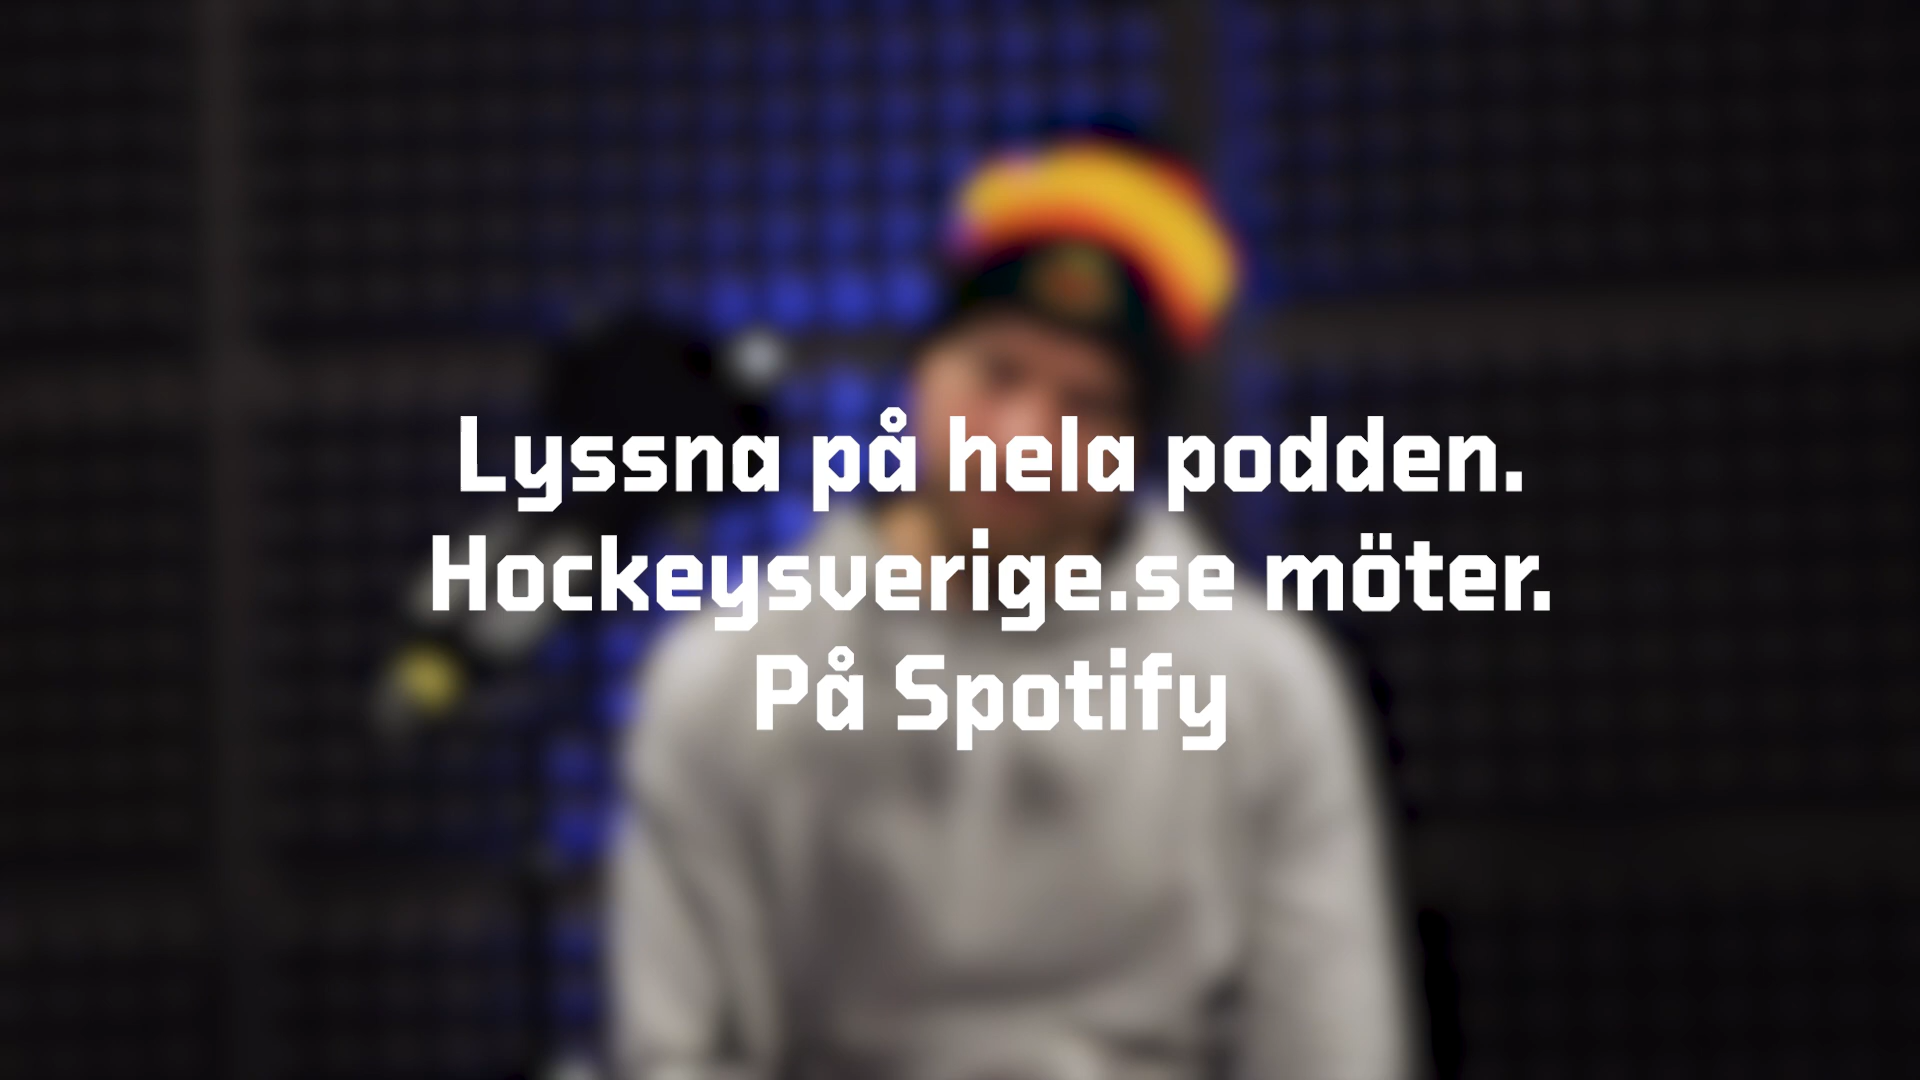 Lyssna på hela podden.
Hockeysverige.se möter.
På Spotify